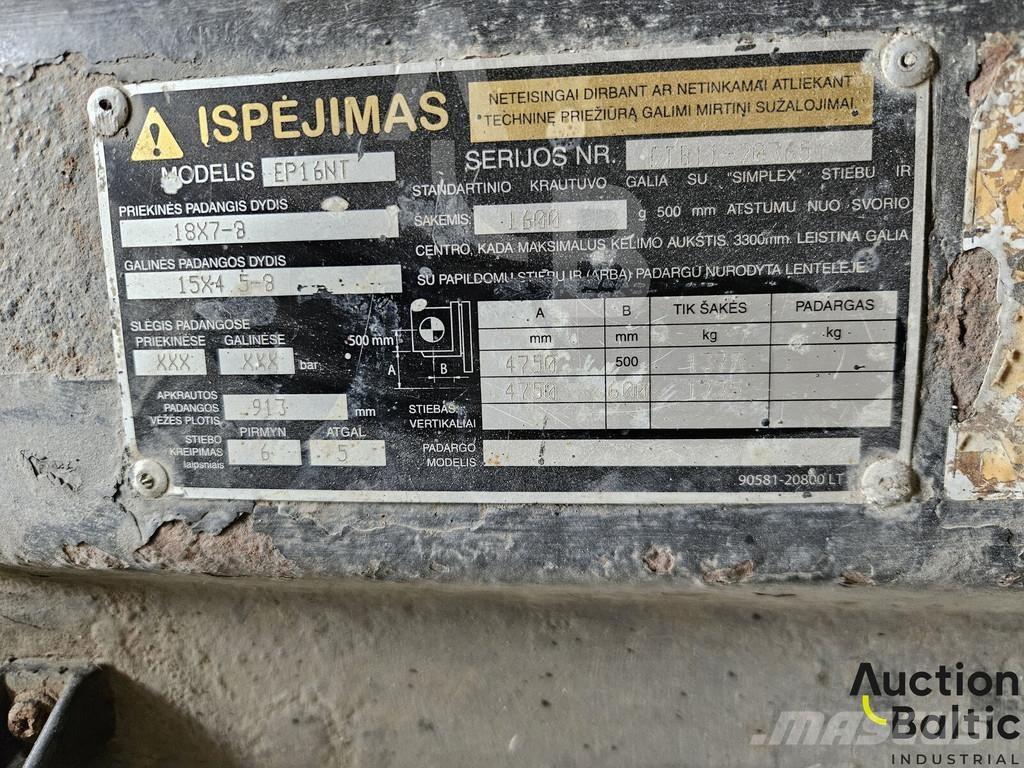 ĮSPĖJIMAS
NETEISINGAI DIRBANT AR NETINKAMAI ATLIEKANT
TECHNINĘ PRIEŽIŪRĄ GALIMI MIRTINI SUŽALOJIMAI.
MODELIS EP16NT
SERIJOS NR.
PRIEKINĖS PADANGIS DYDIS
18X7-8
GALINĖS PADANGOS DYDIS
15X4.5-8
STANDARTINIO KRAUTUVO GALIA SU "SIMPLEX" STIEBU IR
ŠAKĖMIS 1600 g 500 mm ATSTUMU NUO SVORIO
CENTRO, KADA MAKSIMALUS KĖLIMO AUKŠTIS. 3300mm. LEISTINA GALIA
SU PAPILDOMU STIEBU IR (ARBA) PADARGU NURODYTA LENTELĖJE.
SLĖGIS PADANGOSE
PRIEKINĖSE GALINĖSE
XXX XXX bar
500 mm
A
B
APKRAUTOS
PADANGOS
VĖŽĖS PLOTIS
913 mm
PIRMYN ATGAL
STIEBO
KREIPIMAS
laipsniais
6 5
A B TIK ŠAKĖS PADARGAS
mm mm kg kg
4750 500
4750 600
STIEBAS
VERTIKALIAI
PADARGO
MODELIS
90581-20800 LT
Auction
Baltic
INDUSTRIAL